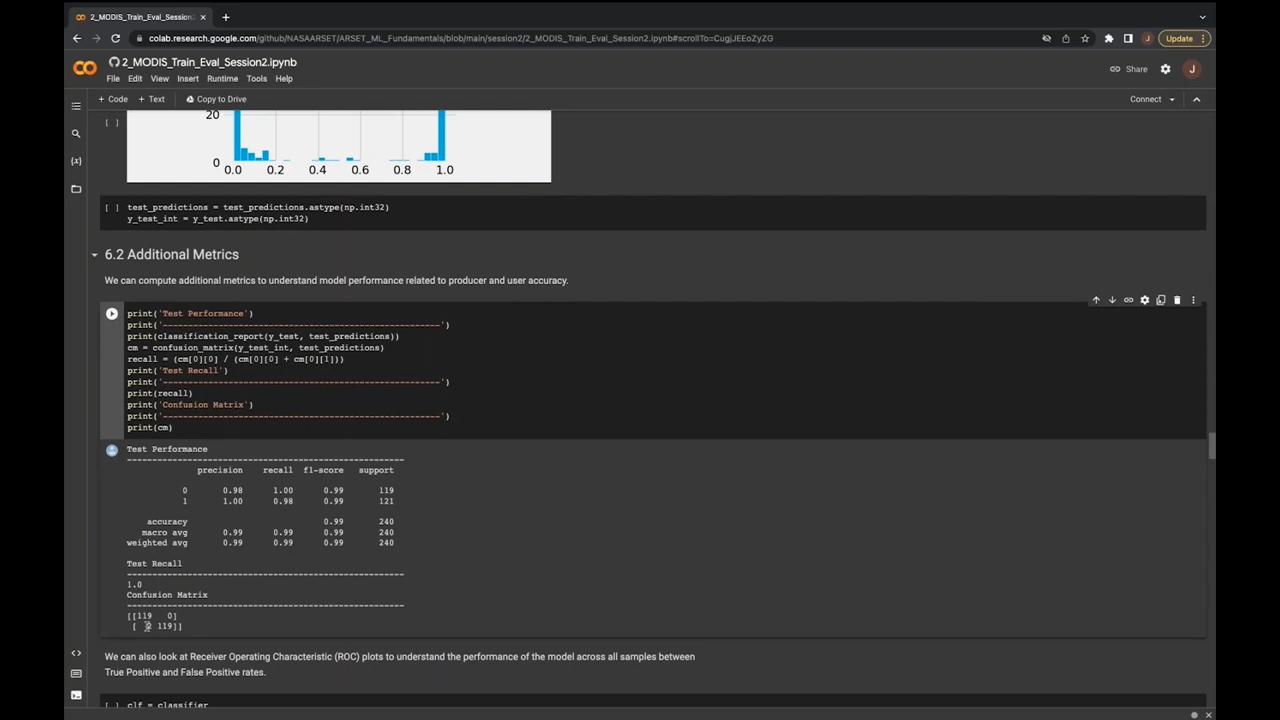 2_MODIS_Train_Eval_Session2.
colab.research.google.com/github/NASAARSET/ARSET_ML_Fundamentals/blob/main/session2/2_MODIS_Train_Eval_Session2.ipynb#scrollTo=CugjJEEoZyZG
J
Update
2_MODIS_Train_Eval_Session2.ipynb
File Edit View Insert Runtime Tools Help
Share
J
+ Code + Text Copy to Drive
Connect
20
[ ]
0
0.0 0.2 0.4 0.6 0.8 1.0
[ ] test_predictions = test_predictions.astype(np.int32)
y_test_int = y_test.astype(np.int32)
6.2 Additional Metrics
We can compute additional metrics to understand model performance related to producer and user accuracy.
print('Test Performance')
print('------------------------------------------------------')
print(classification_report(y_test, test_predictions))
cm = confusion_matrix(y_test_int, test_predictions)
recall = (cm[0][0] / (cm[0][0] + cm[0][1]))
print('Test Recall')
print('------------------------------------------------------')
print(recall)
print('Confusion Matrix')
print('------------------------------------------------------')
print(cm)
Test Performance
------------------------------------------------------
precision recall f1-score support
0 0.98 1.00 0.99 119
1 1.00 0.98 0.99 121
accuracy 0.99 240
macro avg 0.99 0.99 0.99 240
weighted avg 0.99 0.99 0.99 240
Test Recall
------------------------------------------------------
1.0
Confusion Matrix
------------------------------------------------------
[[119 0]
[ 2 119]]
We can also look at Receiver Operating Characteristic (ROC) plots to understand the performance of the model across all samples between
True Positive and False Positive rates.
[ ] clf = classifier